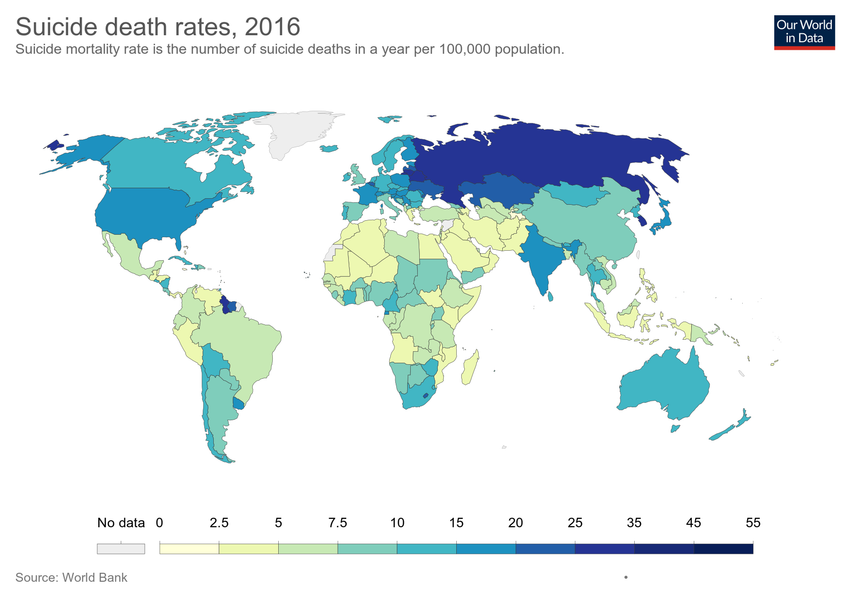 Suicide death rates, 2016
Suicide mortality rate is the number of suicide deaths in a year per 100,000 population.
Our World
in Data
No data 0 2.5 5 7.5 10 15 20 25 35 45 55
Source: World Bank